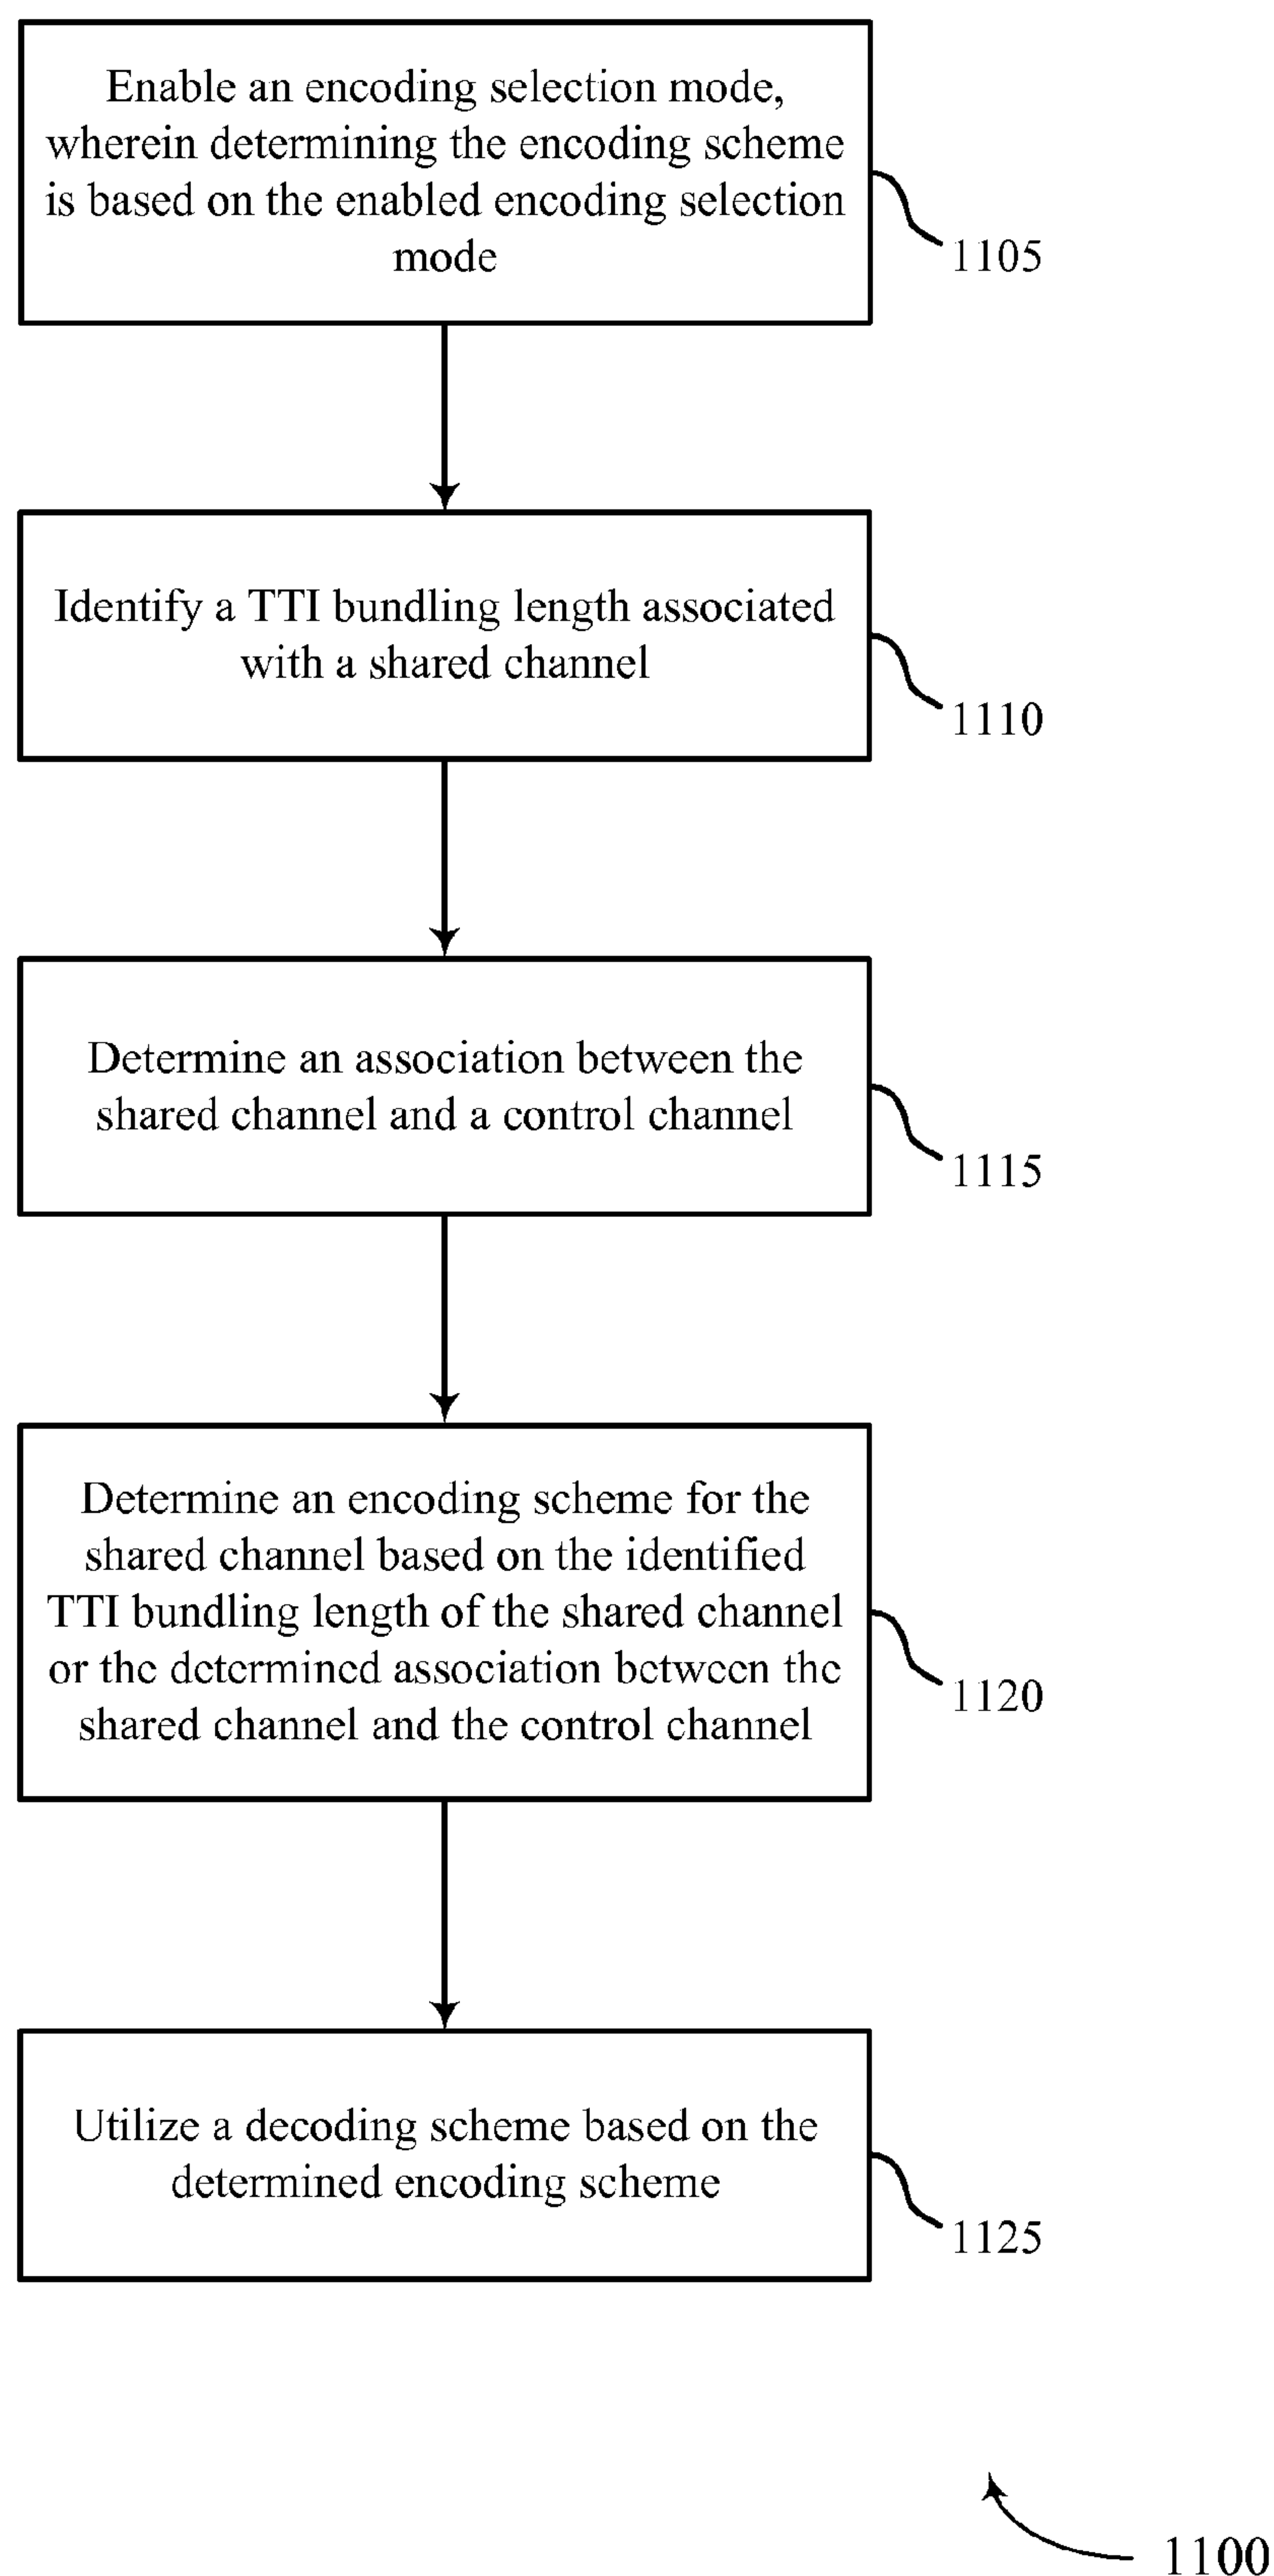 Enable an encoding selection mode,
wherein determining the encoding scheme
is based on the enabled encoding selection
mode
1105
Identify a TTI bundling length associated
with a shared channel
1110
Determine an association between the
shared channel and a control channel
1115
Determine an encoding scheme for the
shared channel based on the identified
TTI bundling length of the shared channel
or the determined association between the
shared channel and the control channel
1120
Utilize a decoding scheme based on the
determined encoding scheme
1125
1100